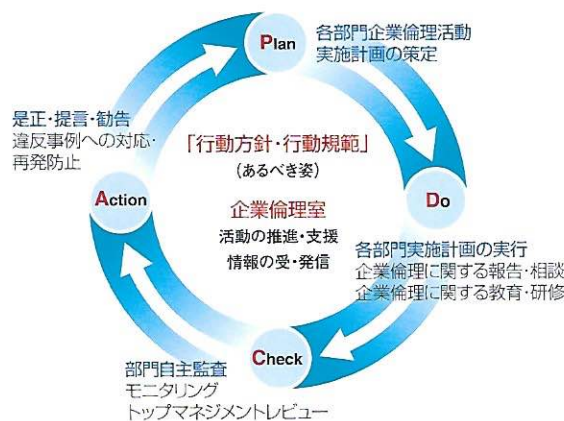 Plan
各部門企業倫理活動
実施計画の策定
是正・提言・勧告
違反事例への対応・
再発防止
「行動方針・行動規範」
(あるべき姿)
Action
Do
企業倫理室
活動の推進・支援
情報の受・発信
各部門実施計画の実行
企業倫理に関する報告・相談
企業倫理に関する教育・研修
Check
部門自主監査
モニタリング
トップマネジメントレビュー